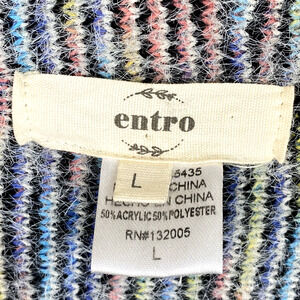 entro
L
5435
CHINA
HECHO EN CHINA
50% ACRYLIC 50% POLYESTER
RN#132005
L